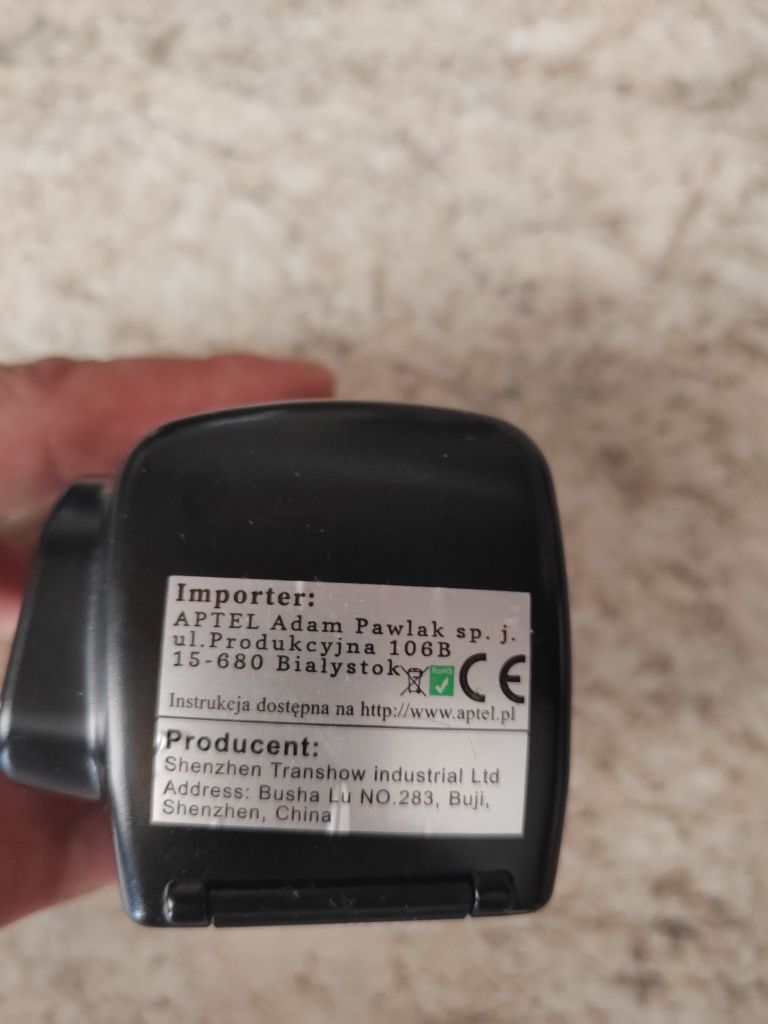 Importer:
APTEL Adam Pawlak sp. j.
ul.Produkcyjna 106B
15-680 Bialystok
RoHS
CE
Instrukcja dostępna na http://www.aptel.pl
Producent:
Shenzhen Transhow industrial Ltd
Address: Busha Lu NO.283, Buji,
Shenzhen, China